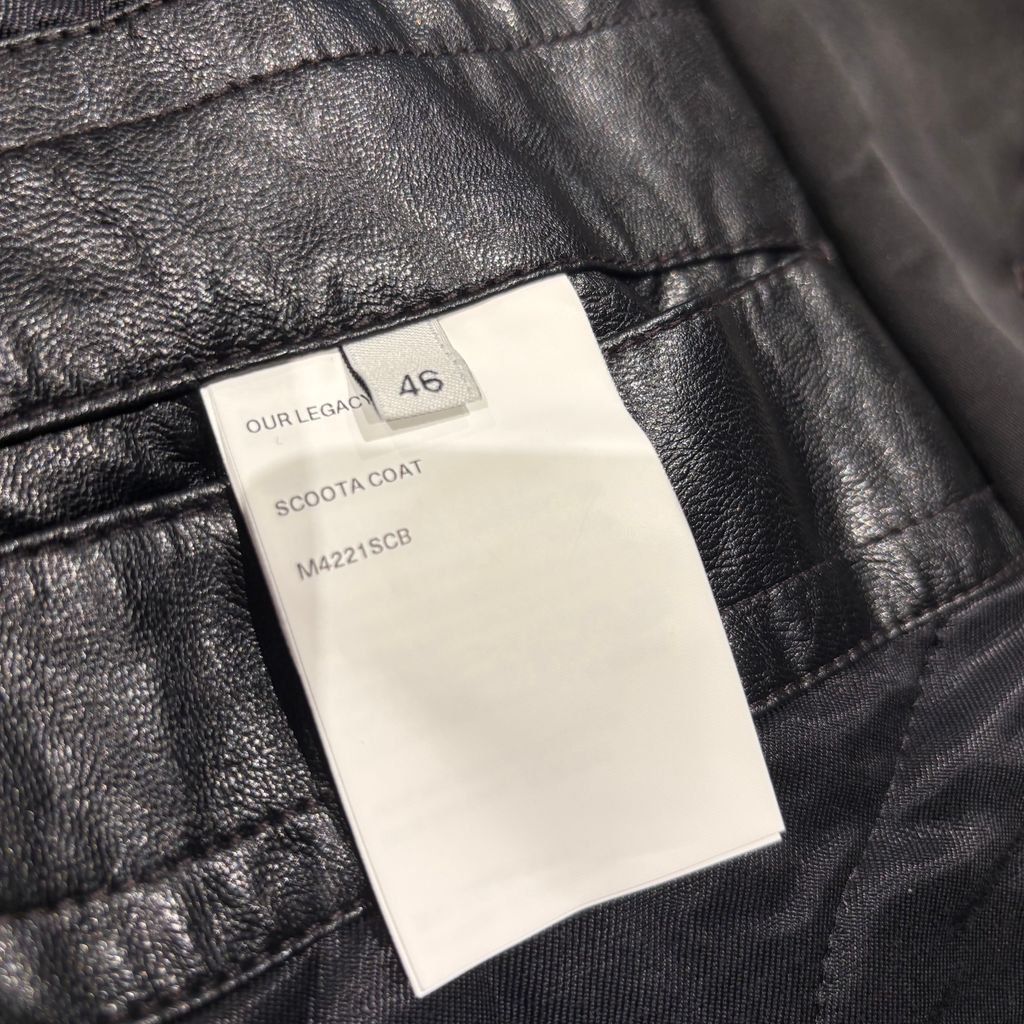 46
OUR LEGACY
SCOOTA COAT
M4221SCB